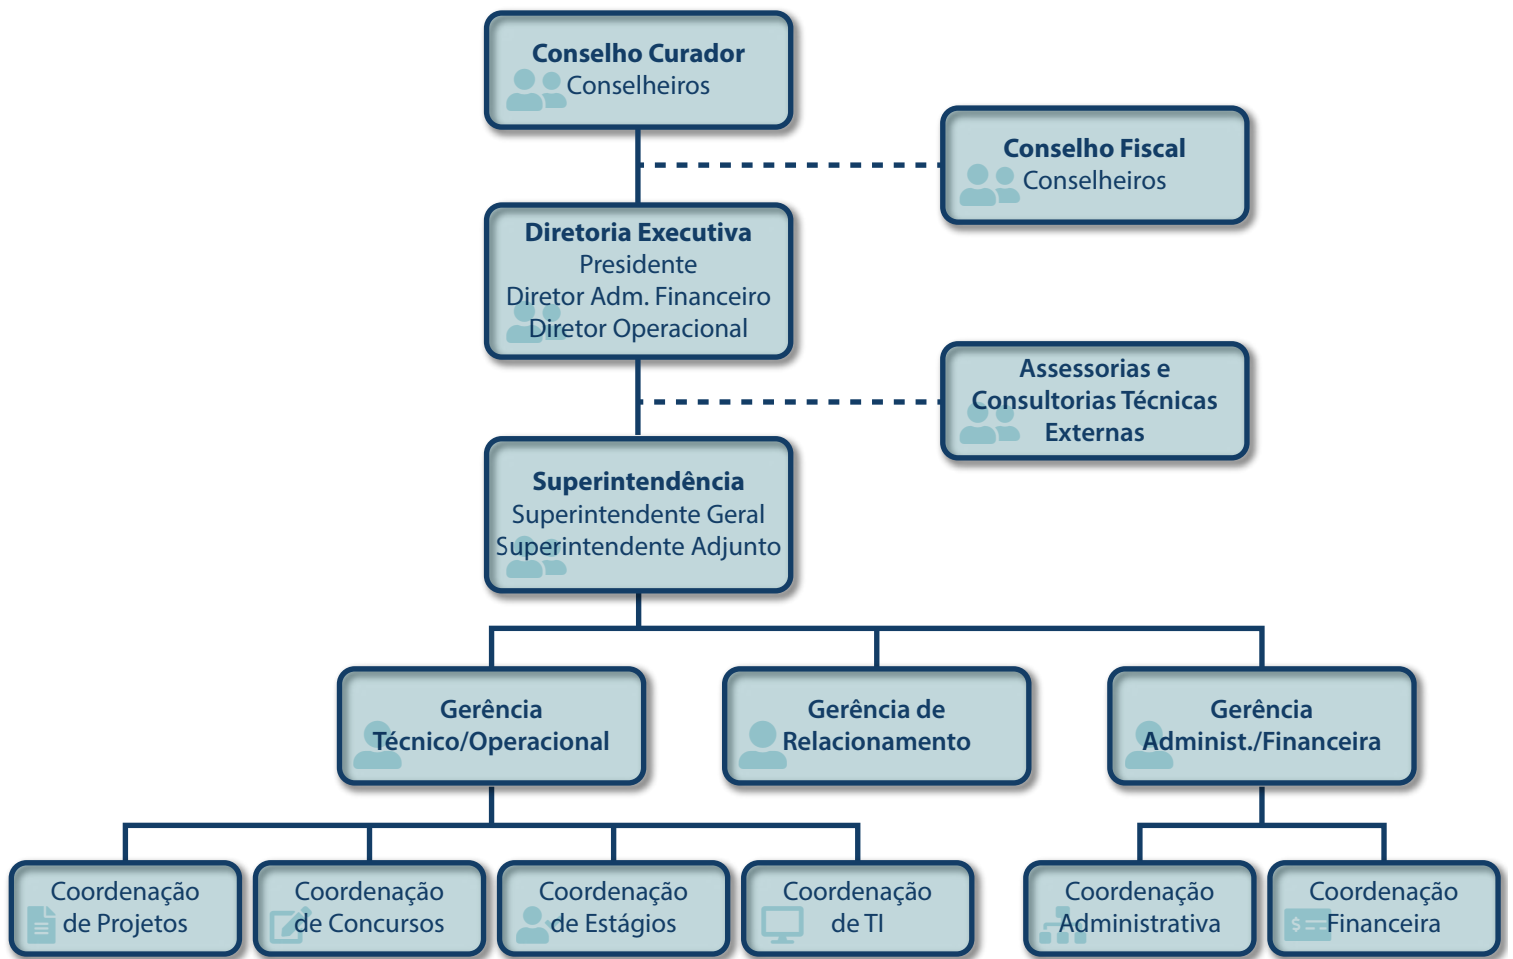 Conselho Curador
Conselheiros
Conselho Fiscal
Conselheiros
Diretoria Executiva
Presidente
Diretor Adm. Financeiro
Diretor Operacional
Assessorias e
Consultorias Técnicas
Externas
Superintendência
Superintendente Geral
Superintendente Adjunto
Gerência
Técnico/Operacional
Gerência de
Relacionamento
Gerência
Administ./Financeira
Coordenação
de Projetos
Coordenação
de Concursos
Coordenação
de Estágios
Coordenação
de TI
Coordenação
Administrativa
Coordenação
Financeira